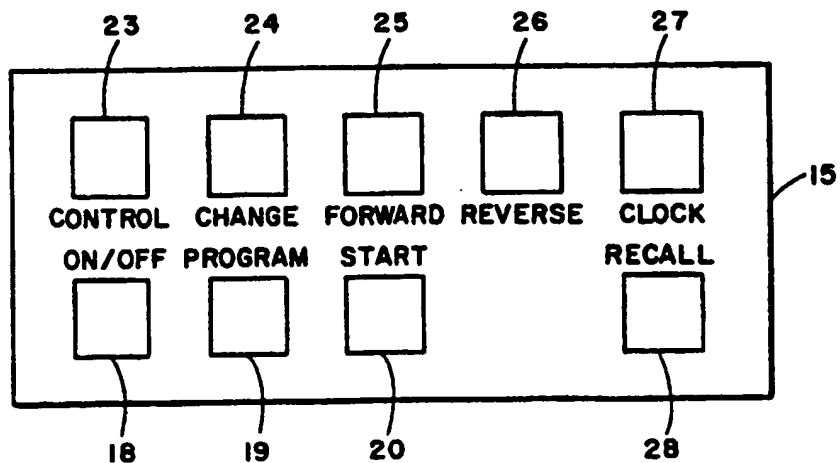 23 24 25 26 27
15
CONTROL CHANGE FORWARD REVERSE CLOCK
ON/OFF PROGRAM START RECALL
18 19 20 28